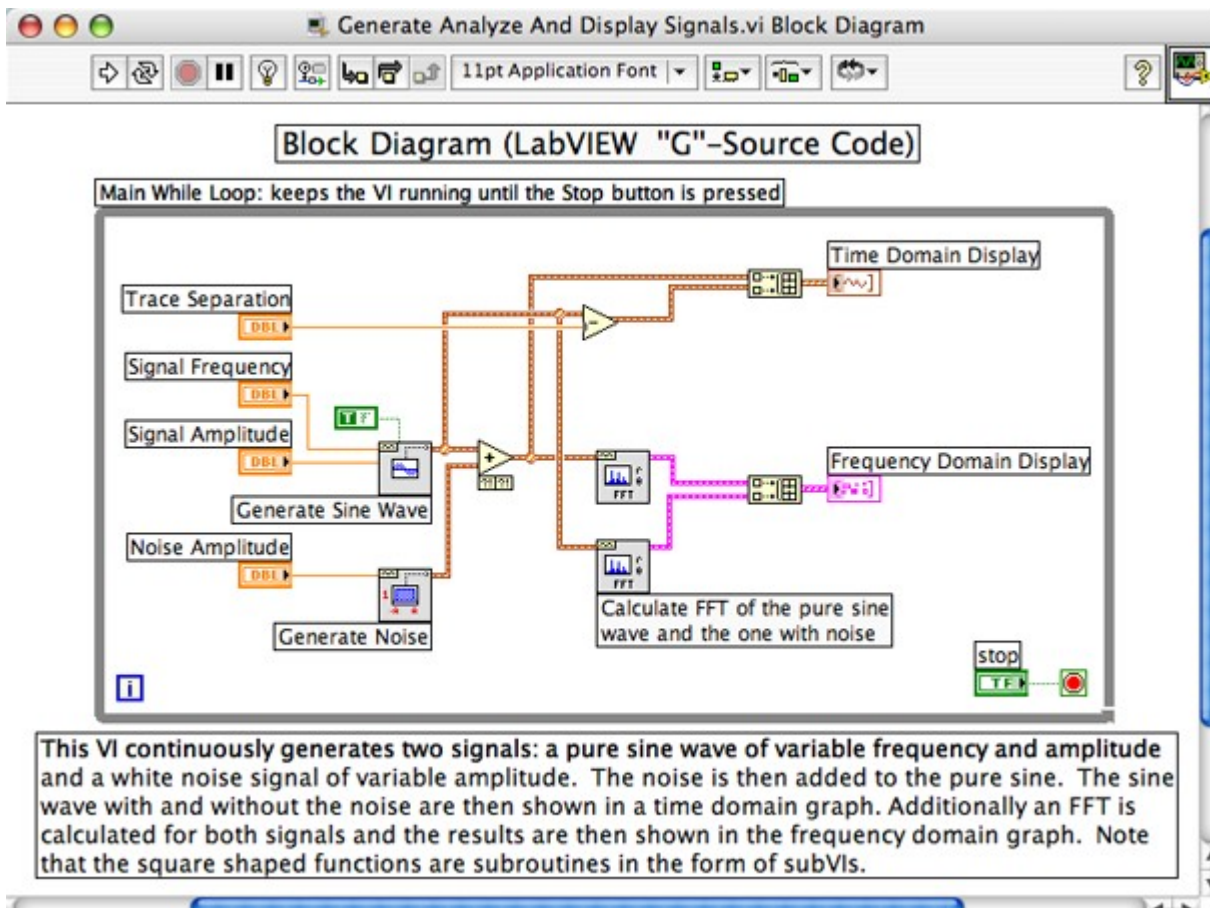 Generate Analyze And Display Signals.vi Block Diagram
11pt Application Font
?
Block Diagram (LabVIEW "G"-Source Code)
Main While Loop: keeps the VI running until the Stop button is pressed
Time Domain Display
Trace Separation
DBL
Signal Frequency
DBL
T F
Signal Amplitude
DBL
Frequency Domain Display
FFT
Generate Sine Wave
Noise Amplitude
DBL
FFT
Calculate FFT of the pure sine
wave and the one with noise
Generate Noise
stop
TF
i
This VI continuously generates two signals: a pure sine wave of variable frequency and amplitude
and a white noise signal of variable amplitude. The noise is then added to the pure sine. The sine
wave with and without the noise are then shown in a time domain graph. Additionally an FFT is
calculated for both signals and the results are then shown in the frequency domain graph. Note
that the square shaped functions are subroutines in the form of subVIs.